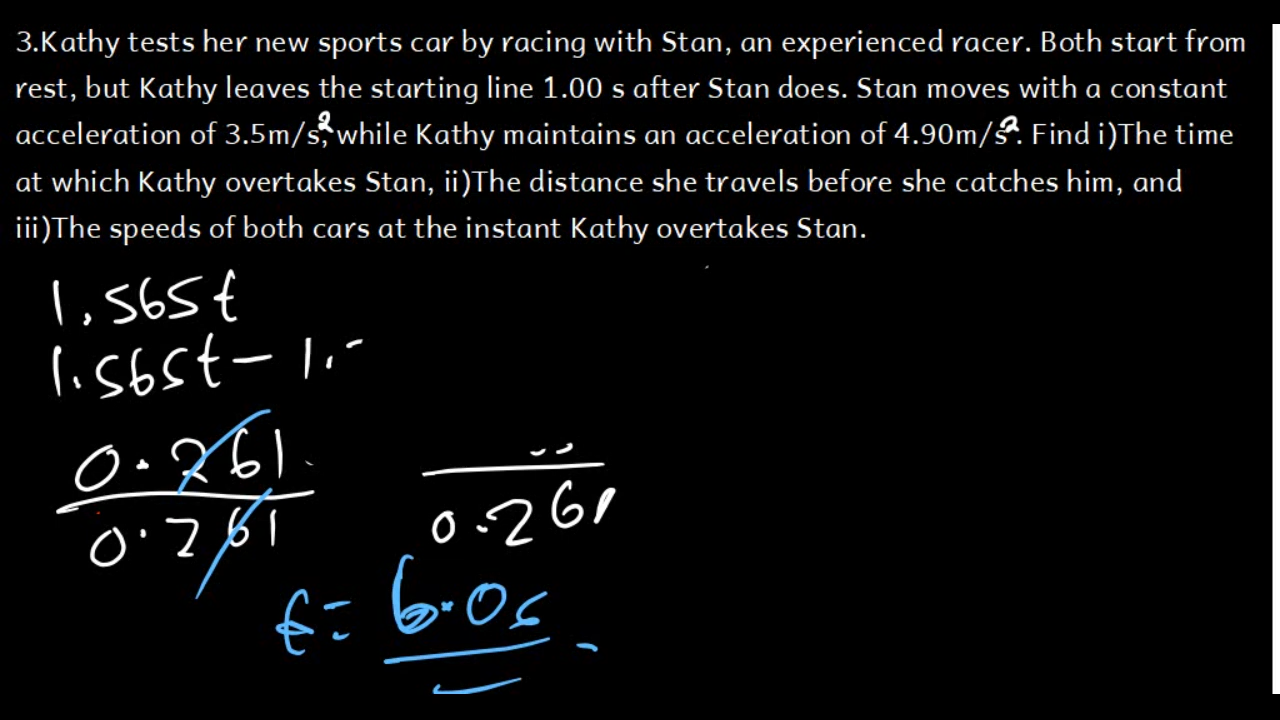 3.Kathy tests her new sports car by racing with Stan, an experienced racer. Both start from
rest, but Kathy leaves the starting line 1.00 s after Stan does. Stan moves with a constant
acceleration of 3.5m/s², while Kathy maintains an acceleration of 4.90m/s². Find i)The time
at which Kathy overtakes Stan, ii)The distance she travels before she catches him, and
iii)The speeds of both cars at the instant Kathy overtakes Stan.
1.565t
1.565t - 1.
0.261
0.261
0.261
t = 6.0s